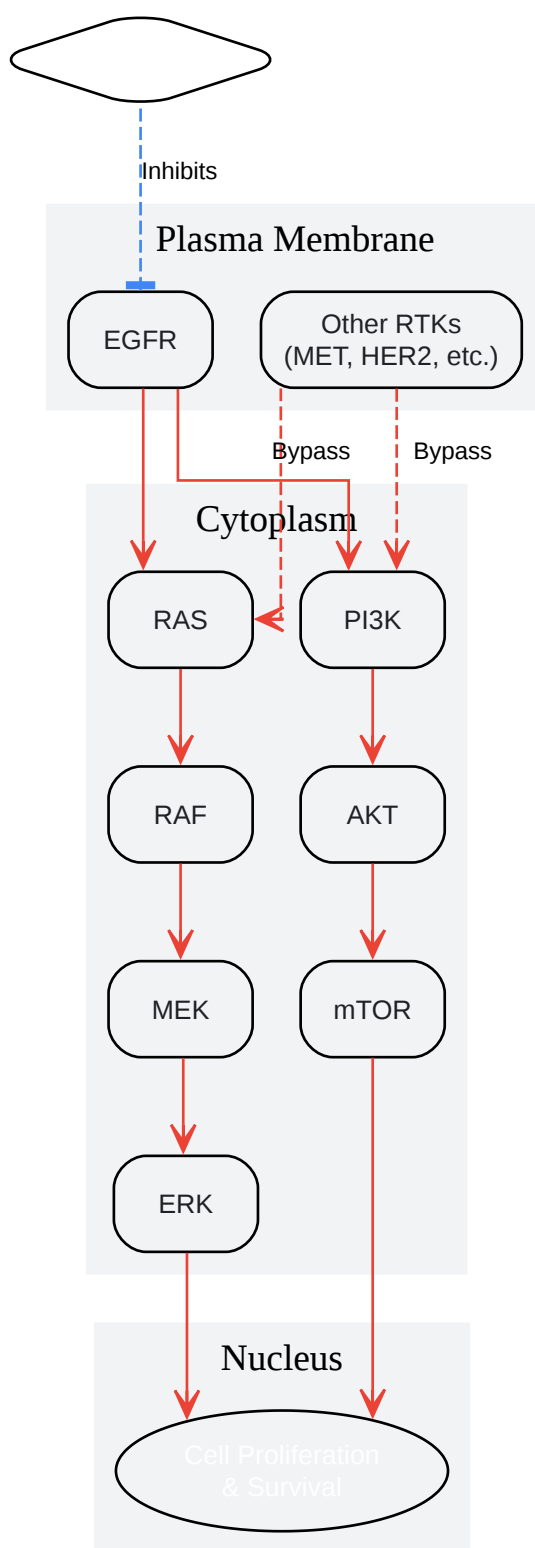 Inhibits
Plasma Membrane
EGFR
Other RTKs
(MET, HER2, etc.)
Bypass
Bypass
Cytoplasm
RAS
PI3K
RAF
AKT
MEK
mTOR
ERK
Nucleus
Cell Proliferation
& Survival